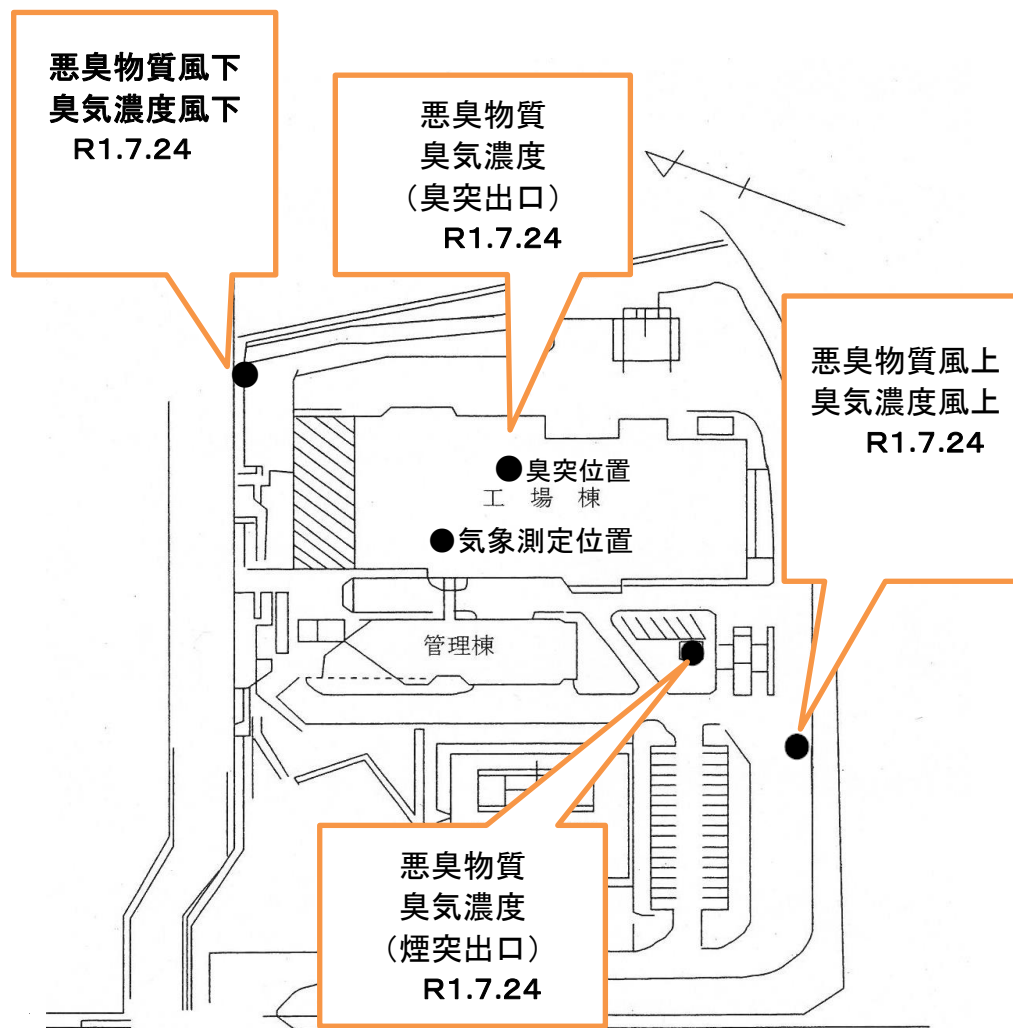 悪臭物質風下
臭気濃度風下
R1.7.24
悪臭物質
臭気濃度
(臭突出口)
R1.7.24
悪臭物質風上
臭気濃度風上
R1.7.24
臭突位置
工場棟
気象測定位置
管理棟
悪臭物質
臭気濃度
(煙突出口)
R1.7.24